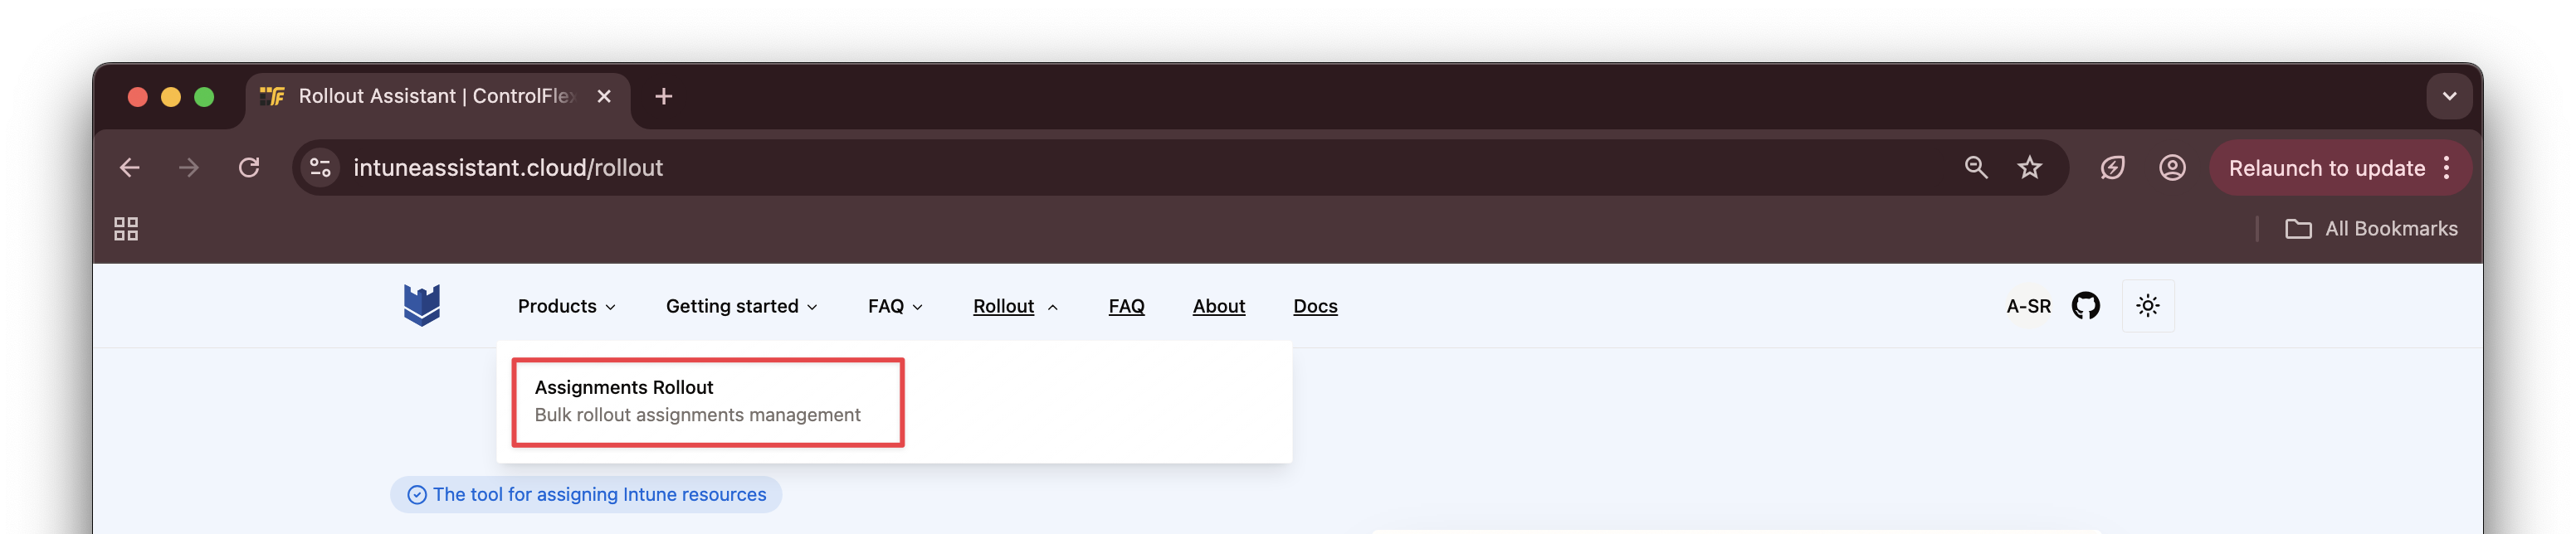 Rollout Assistant | ControlFlex
intuneassistant.cloud/rollout
Relaunch to update
All Bookmarks
Products Getting started FAQ Rollout FAQ About Docs A-SR
Assignments Rollout
Bulk rollout assignments management
The tool for assigning Intune resources